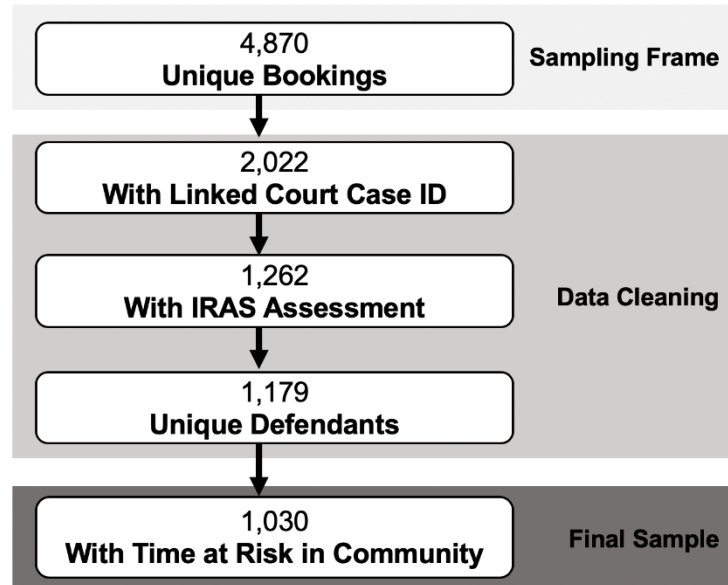 4,870
Unique Bookings
Sampling Frame
2,022
With Linked Court Case ID
1,262
With IRAS Assessment
Data Cleaning
1,179
Unique Defendants
1,030
With Time at Risk in Community
Final Sample